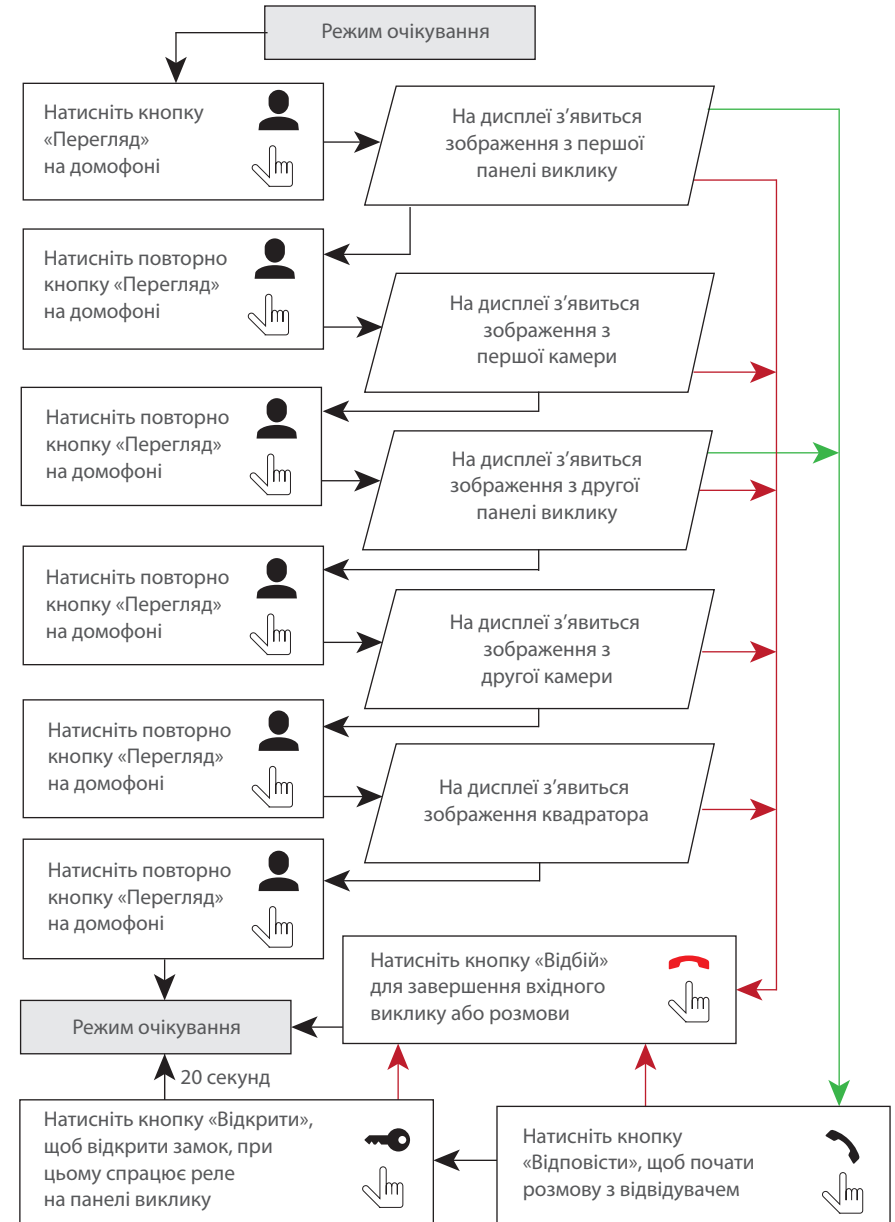 Режим очікування
Натисніть кнопку
«Перегляд»
на домофоні
На дисплеї з’явиться
зображення з першої
панелі виклику
Натисніть повторно
кнопку «Перегляд»
на домофоні
На дисплеї з’явиться
зображення з
першої камери
Натисніть повторно
кнопку «Перегляд»
на домофоні
На дисплеї з’явиться
зображення з другої
панелі виклику
Натисніть повторно
кнопку «Перегляд»
на домофоні
На дисплеї з’явиться
зображення з
другої камери
Натисніть повторно
кнопку «Перегляд»
на домофоні
На дисплеї з’явиться
зображення квадратора
Натисніть повторно
кнопку «Перегляд»
на домофоні
Натисніть кнопку «Відбій»
для завершення вхідного
виклику або розмови
Режим очікування
20 секунд
Натисніть кнопку «Відкрити»,
щоб відкрити замок, при
цьому спрацює реле
на панелі виклику
Натисніть кнопку
«Відповісти», щоб почати
розмову з відвідувачем